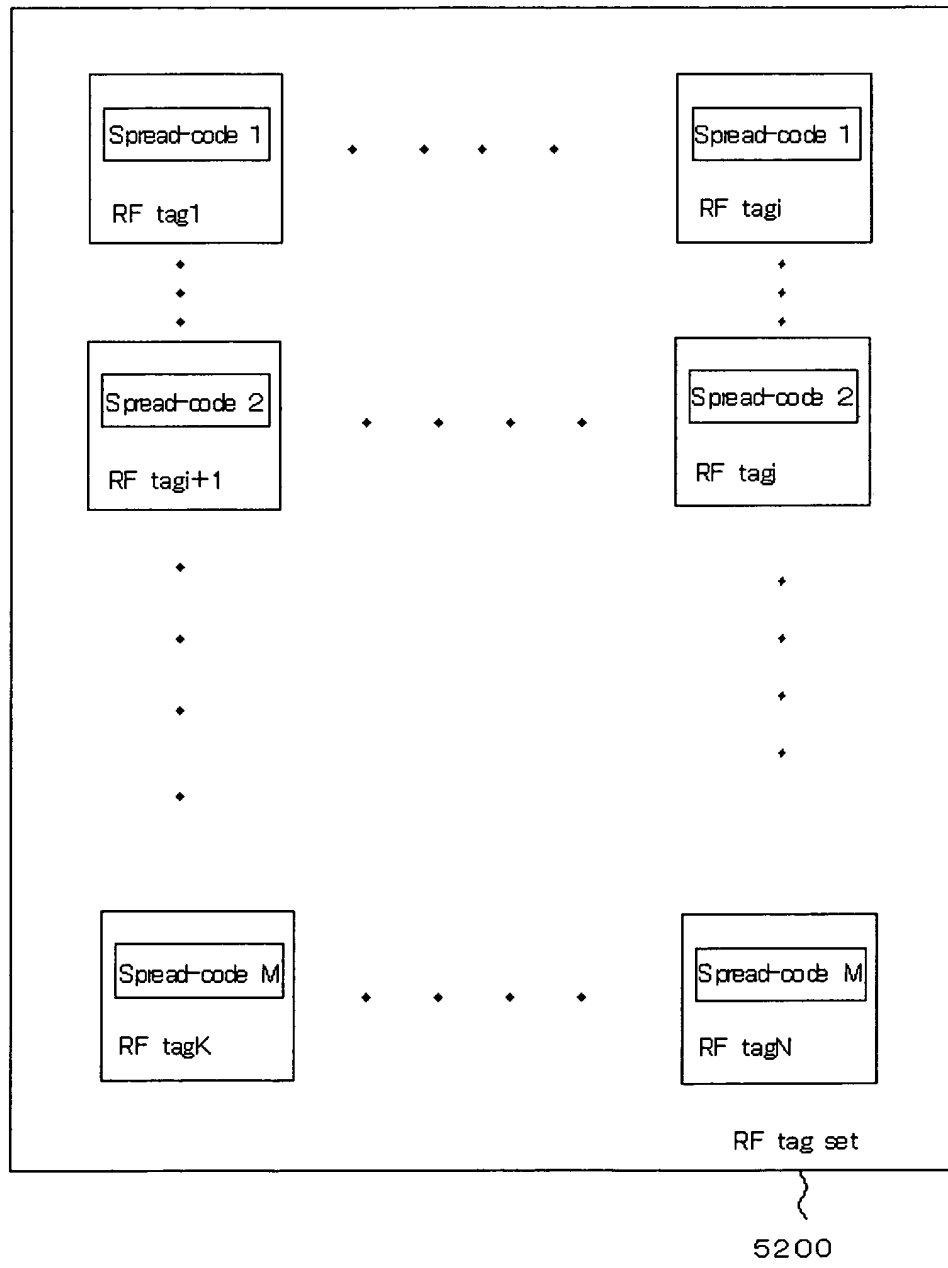 Spread-code 1
Spread-code 1
RF tag1
RF tagi
Spread-code 2
Spread-code 2
RF tagi+1
RF tagj
Spread-code M
Spread-code M
RF tagK
RF tagN
RF tag set
5200